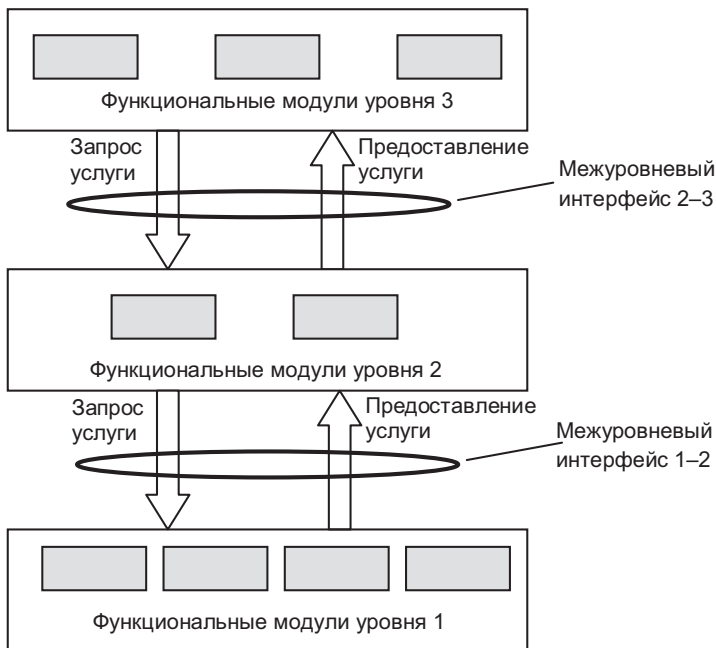 Функциональные модули уровня 3
Запрос
услуги
Предоставление
услуги
Межуровневый
интерфейс 2–3
Функциональные модули уровня 2
Запрос
услуги
Предоставление
услуги
Межуровневый
интерфейс 1–2
Функциональные модули уровня 1